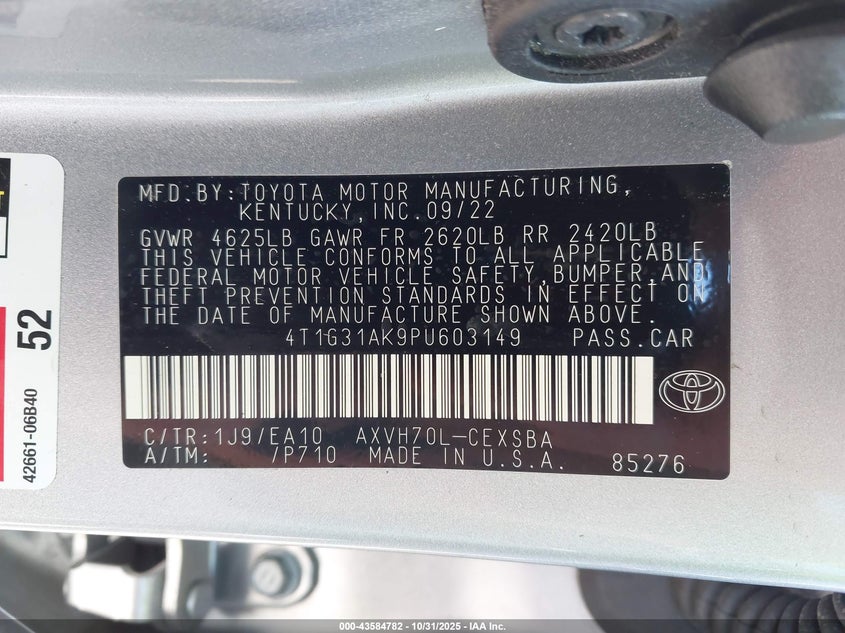 MFD.BY:TOYOTA MOTOR MANUFACTURING,
KENTUCKY,INC.09/22
GVWR 4625LB GAWR FR 2620LB RR 2420LB
THIS VEHICLE CONFORMS TO ALL APPLICABLE
FEDERAL MOTOR VEHICLE SAFETY,BUMPER,AND
THEFT PREVENTION STANDARDS IN EFFECT ON
THE DATE OF MANUFACTURE SHOWN ABOVE.
4T1G31AK9PU603149 PASS.CAR
C/TR:1J9/EA10 AXVH70L-CEXSBA
A/TM: /P710 MADE IN U.S.A. 85276
52
42661-06B40
000-43584782 - 10/31/2025 - IAA Inc.